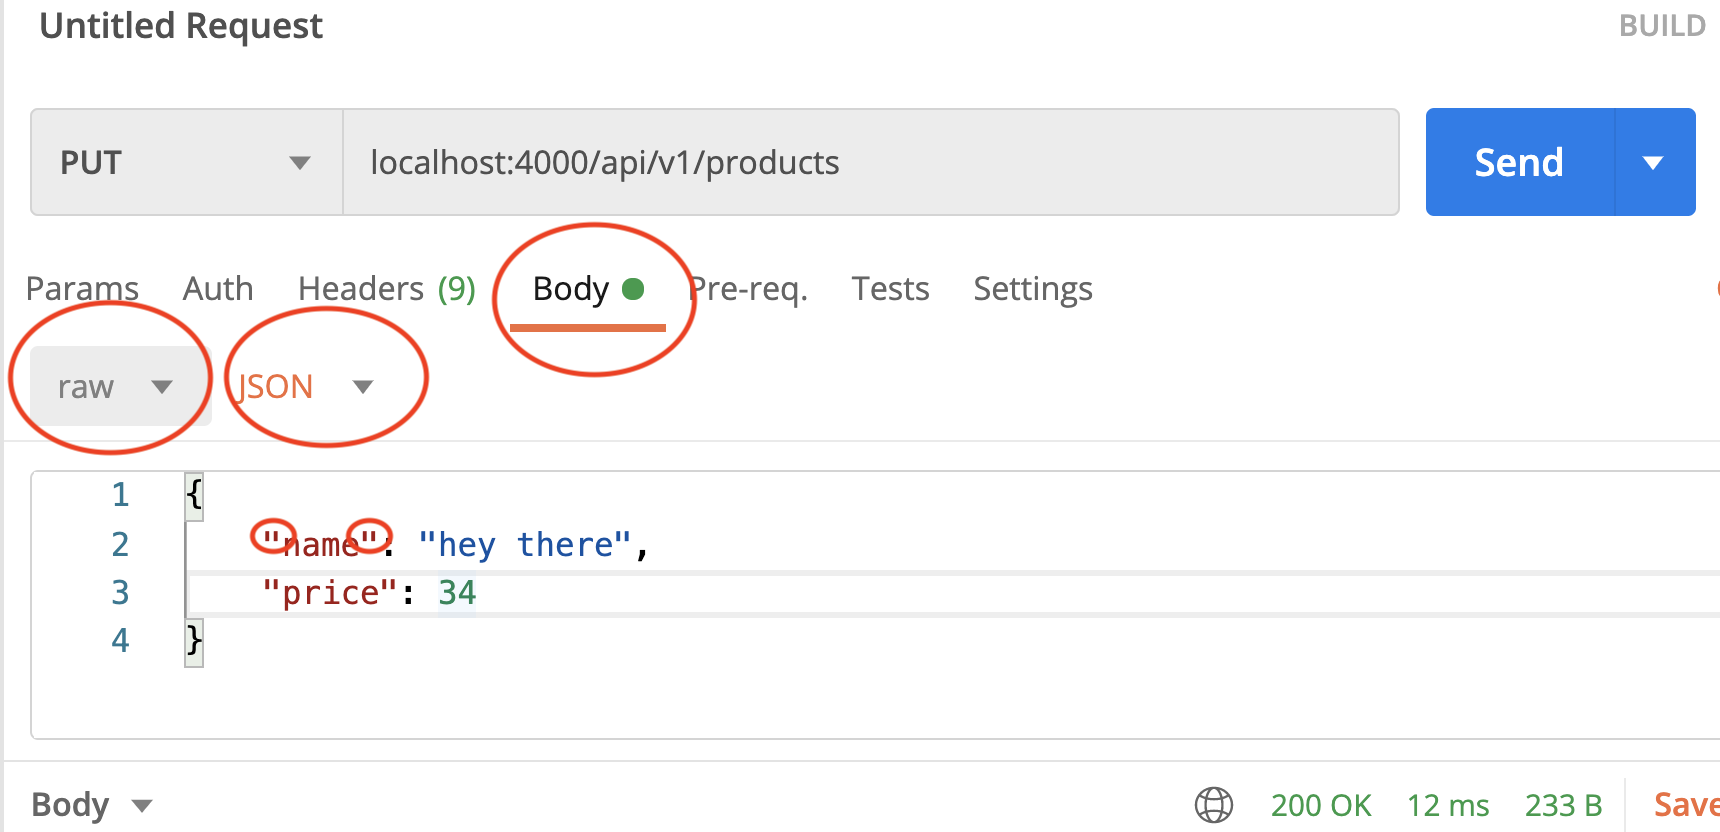 Untitled Request
BUILD
PUT
localhost:4000/api/v1/products
Send
Params Auth Headers (9) Body Pre-req. Tests Settings
raw JSON
1 {
2 "name": "hey there",
3 "price": 34
4 }
Body 200 OK 12 ms 233 B Save